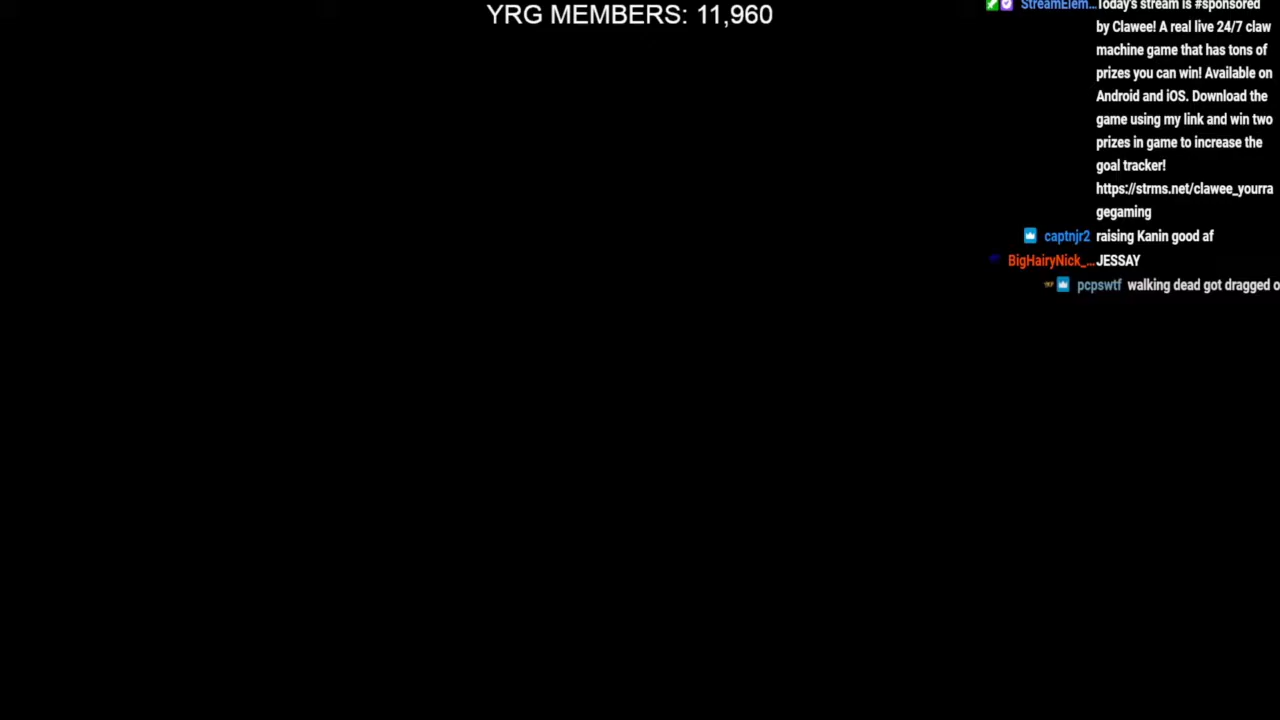 YRG MEMBERS: 11,960
StreamElem... Today's stream is #sponsored
by Clawee! A real live 24/7 claw
machine game that has tons of
prizes you can win! Available on
Android and iOS. Download the
game using my link and win two
prizes in game to increase the
goal tracker!
https://strms.net/clawee_yourra
gegaming
captnjr2 raising Kanin good af
BigHairyNick_... JESSAY
pcpswtf walking dead got dragged o